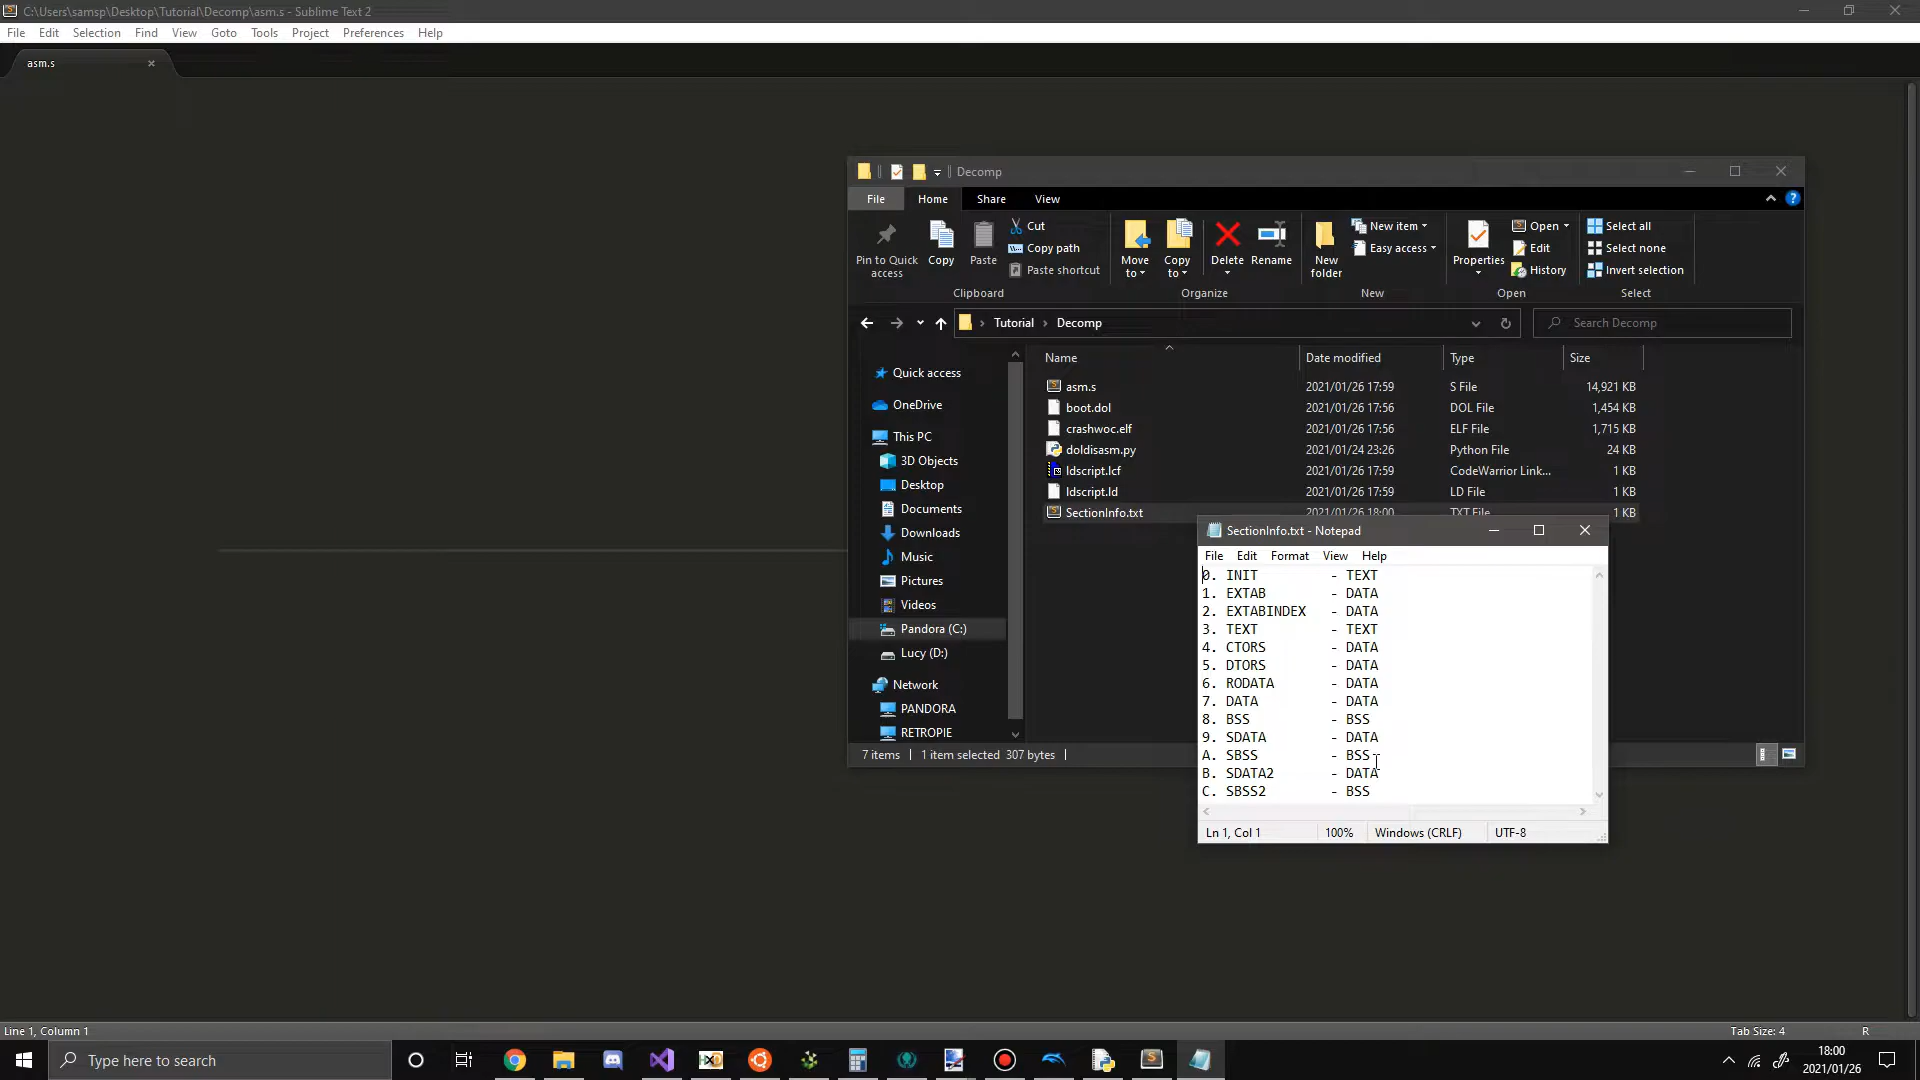 C:\Users\samsp\Desktop\Tutorial\Decomp\asm.s - Sublime Text 2
File Edit Selection Find View Goto Tools Project Preferences Help
asm.s
Decomp
File Home Share View
Pin to Quick access
Copy
Paste
Cut
Copy path
Paste shortcut
Clipboard
Move to
Copy to
Delete
Rename
Organize
New folder
New item
Easy access
New
Properties
Open
Edit
History
Open
Select all
Select none
Invert selection
Select
Tutorial > Decomp
Search Decomp
Quick access
OneDrive
This PC
3D Objects
Desktop
Documents
Downloads
Music
Pictures
Videos
Pandora (C:)
Lucy (D:)
Network
PANDORA
RETROPIE
Name Date modified Type Size
asm.s 2021/01/26 17:59 S File 14,921 KB
boot.dol 2021/01/26 17:56 DOL File 1,454 KB
crashwoc.elf 2021/01/26 17:56 ELF File 1,715 KB
doldisasm.py 2021/01/24 23:26 Python File 24 KB
ldscript.lcf 2021/01/26 17:59 CodeWarrior Link... 1 KB
ldscript.ld 2021/01/26 17:59 LD File 1 KB
SectionInfo.txt 2021/01/26 18:00 TXT File 1 KB
7 items 1 item selected 307 bytes
SectionInfo.txt - Notepad
File Edit Format View Help
0. INIT - TEXT
1. EXTAB - DATA
2. EXTABINDEX - DATA
3. TEXT - TEXT
4. CTORS - DATA
5. DTORS - DATA
6. RODATA - DATA
7. DATA - DATA
8. BSS - BSS
9. SDATA - DATA
A. SBSS - BSS
B. SDATA2 - DATA
C. SBSS2 - BSS
Ln 1, Col 1 100% Windows (CRLF) UTF-8
Line 1, Column 1 Tab Size: 4 R
Type here to search
18:00
2021/01/26